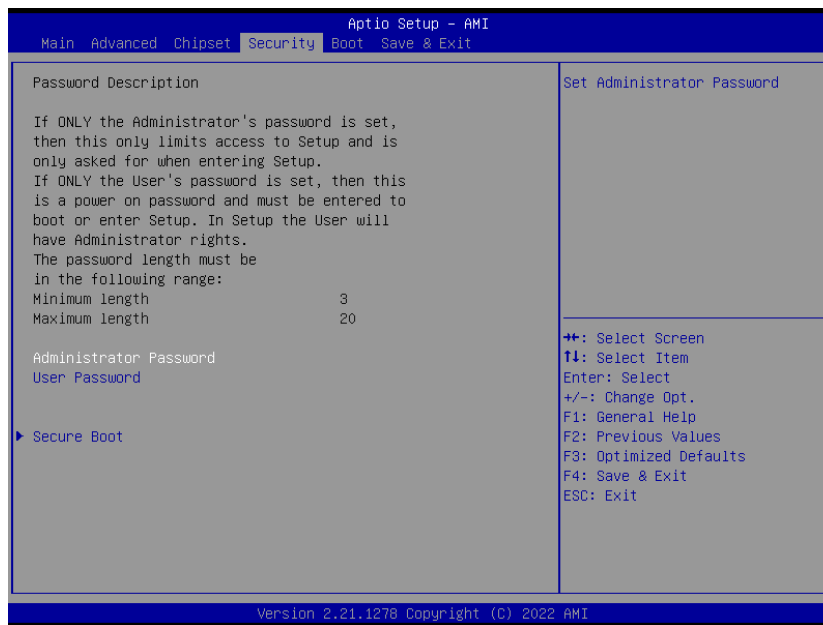 Aptio Setup – AMI
Main Advanced Chipset Security Boot Save & Exit
Password Description
If ONLY the Administrator's password is set,
then this only limits access to Setup and is
only asked for when entering Setup.
If ONLY the User's password is set, then this
is a power on password and must be entered to
boot or enter Setup. In Setup the User will
have Administrator rights.
The password length must be
in the following range:
Minimum length 3
Maximum length 20
Administrator Password
User Password
Secure Boot
Set Administrator Password
→←: Select Screen
↑↓: Select Item
Enter: Select
+/-: Change Opt.
F1: General Help
F2: Previous Values
F3: Optimized Defaults
F4: Save & Exit
ESC: Exit
Version 2.21.1278 Copyright (C) 2022 AMI